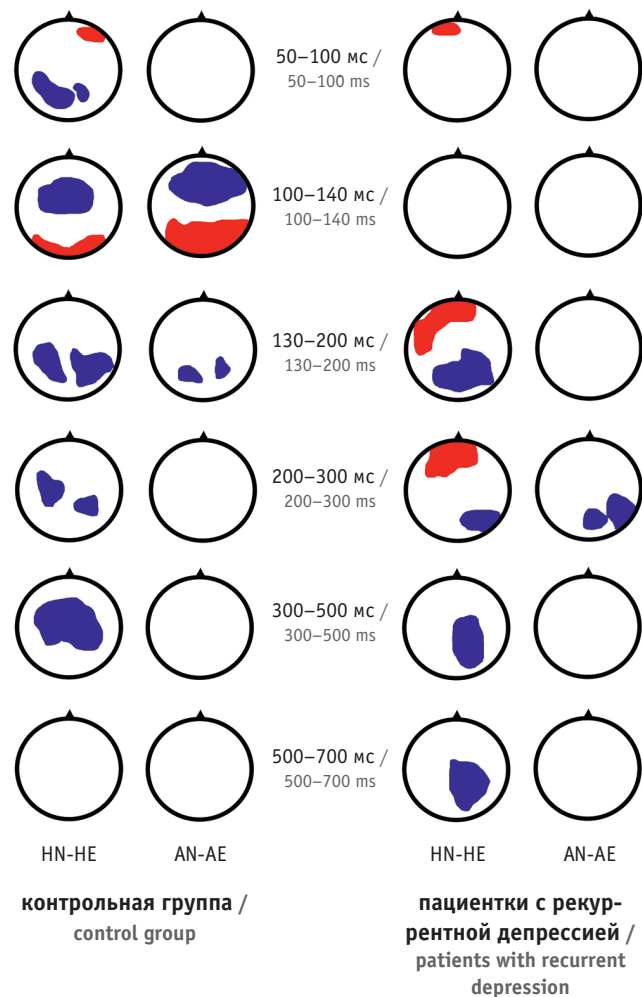 50–100 мс /
50–100 ms
100–140 мс /
100–140 ms
130–200 мс /
130–200 ms
200–300 мс /
200–300 ms
300–500 мс /
300–500 ms
500–700 мс /
500–700 ms
HN-HE AN-AE HN-HE AN-AE
контрольная группа /
control group
пациентки с рекур-
рентной депрессией /
patients with recurrent
depression